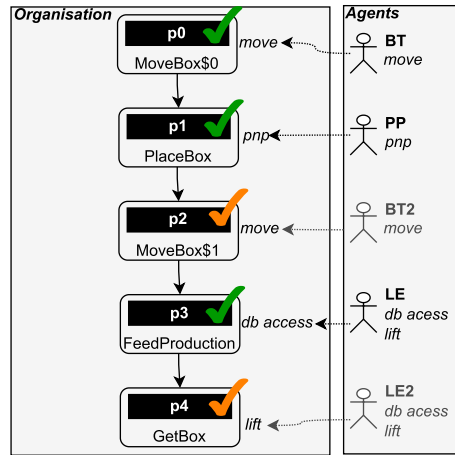 Organisation
Agents
p0
MoveBox$0
move
BT
move
p1
PlaceBox
pnp
PP
pnp
p2
MoveBox$1
move
BT2
move
p3
FeedProduction
db access
LE
db acess
lift
p4
GetBox
lift
LE2
db acess
lift